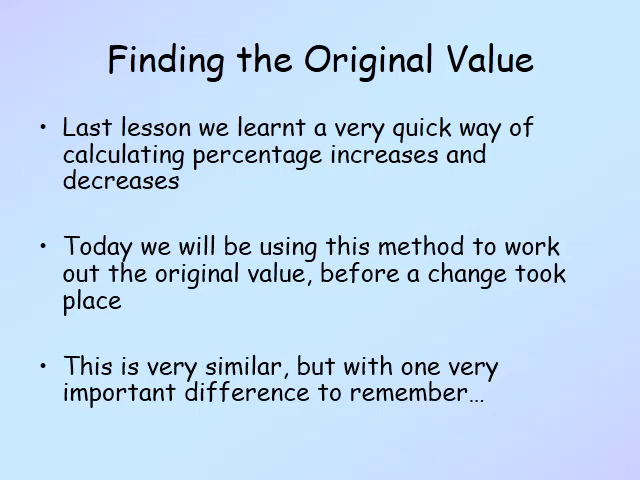 Finding the Original Value
• Last lesson we learnt a very quick way of
calculating percentage increases and
decreases
• Today we will be using this method to work
out the original value, before a change took
place
• This is very similar, but with one very
important difference to remember…